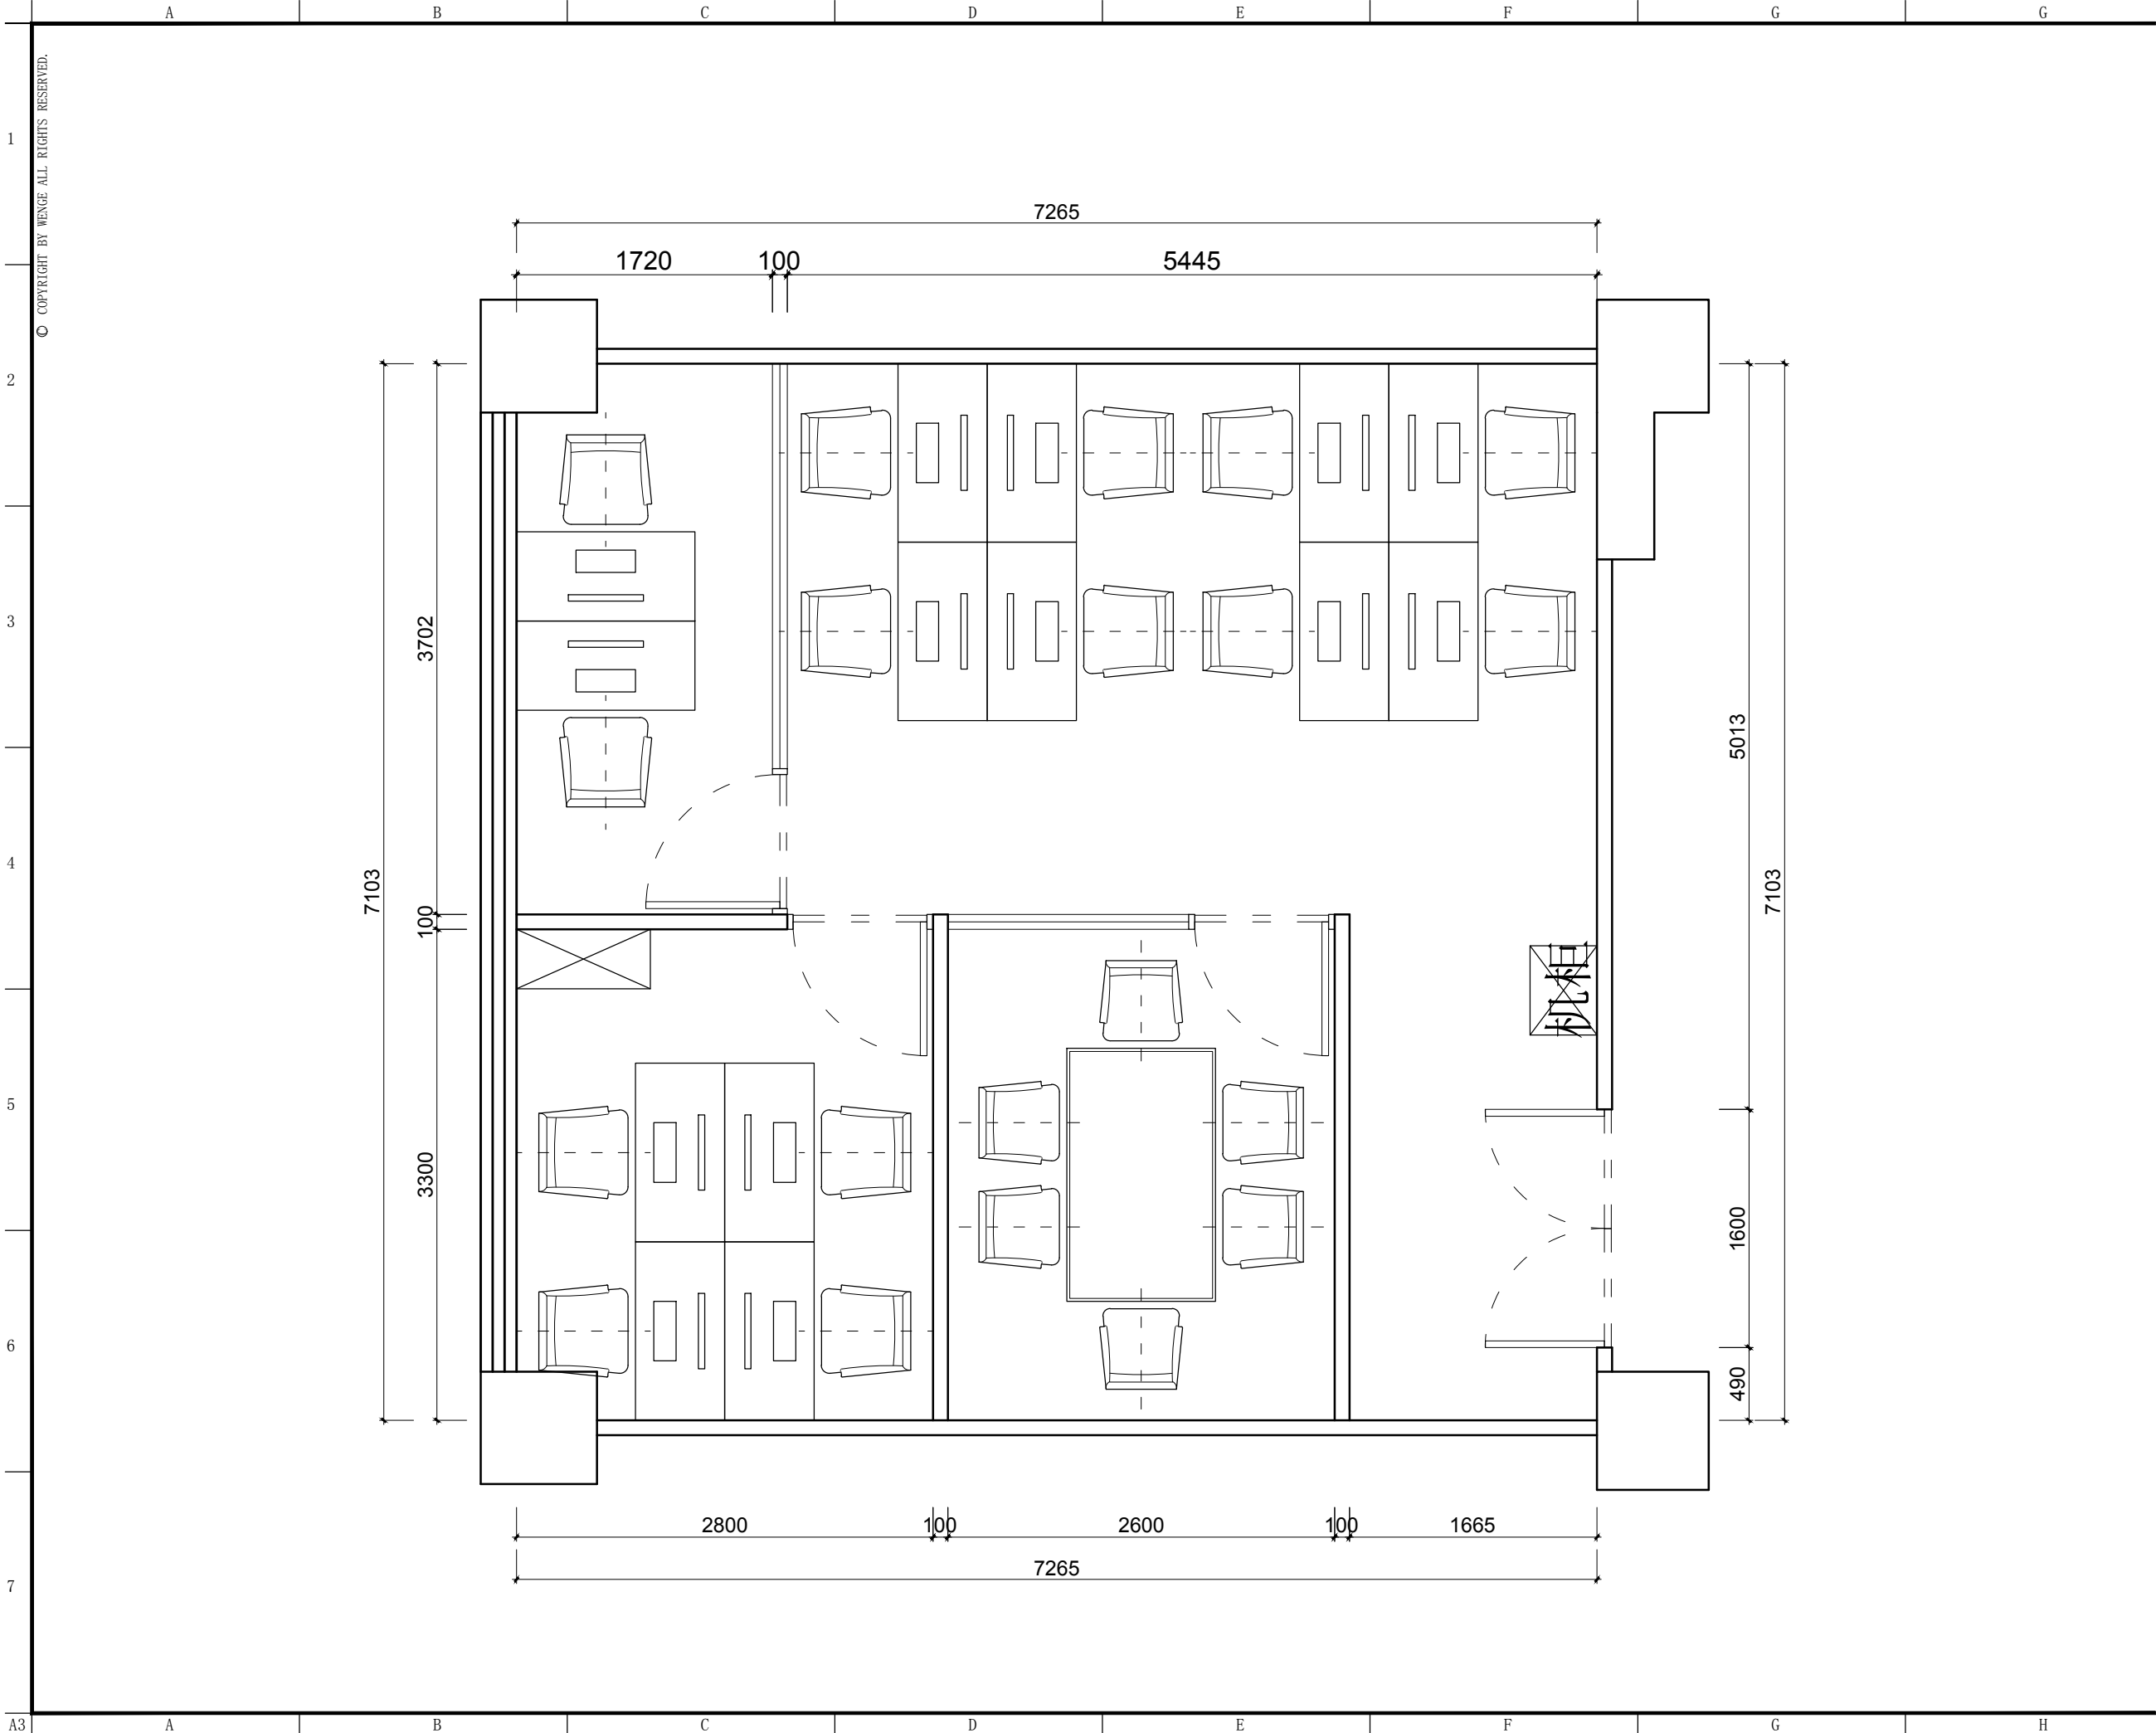 A B C D E F G G
© COPYRIGHT BY WENGE ALL RIGHTS RESERVED.
1
2
3
4
5
6
7
7265
1720 100 5445
3702
100
3300
7103
5013
1600
490
7103
机柜
2800 100 2600 100 1665
7265
A3 A B C D E F G H